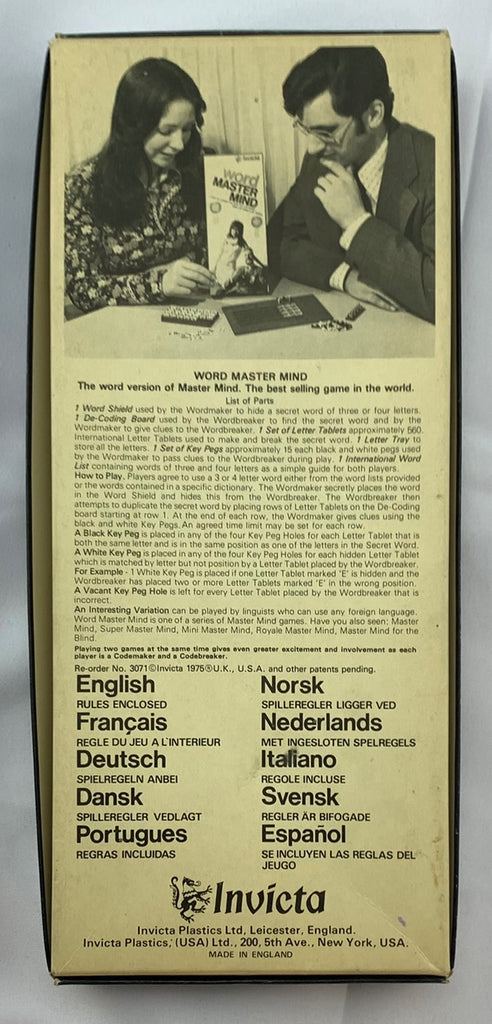 word
MASTER
MIND
WORD MASTER MIND
The word version of Master Mind. The best selling game in the world.
List of Parts
1 Word Shield used by the Wordmaker to hide a secret word of three or four letters.
1 De-Coding Board used by the Wordbreaker to find the secret word and by the
Wordmaker to give clues to the Wordbreaker. 1 Set of Letter Tablets approximately 560
International Letter Tablets used to make and break the secret word. 1 Letter Tray to
store all the letters. 1 Set of Key Pegs approximately 15 each black and white pegs used
by the Wordmaker to pass clues to the Wordbreaker during play. 1 International Word
List containing words of three and four letters as a simple guide for both players.
How to Play. Players agree to use a 3 or 4 letter word either from the word lists provided
or the words contained in a specific dictionary. The Wordmaker secretly places the word
in the Word Shield and hides this from the Wordbreaker. The Wordbreaker then
attempts to duplicate the secret word by placing rows of Letter Tablets on the De-Coding
Board starting at row 1. At the end of each row, the Wordmaker gives clues using the
black and white Key Pegs. An agreed time limit may be set for each row.
A Black Key Peg is placed in any of the four Key Peg Holes for each Letter Tablet that is
both the same letter and is in the same position as one of the letters in the Secret Word.
A White Key Peg is placed in any of the four Key Peg Holes for each hidden Letter Tablet
which is matched by letter but not position by a Letter Tablet placed by the Wordbreaker.
For Example - 1 White Key Peg is placed if one Letter Tablet marked 'E' is hidden and the
Wordbreaker has placed two or more Letter Tablets marked 'E' in the wrong position.
A Vacant Key Peg Hole is left for every Letter Tablet placed by the Wordbreaker that is
incorrect.
An Interesting Variation can be played by linguists who can use any foreign language.
Word Master Mind is one of a series of Master Mind games. Have you also seen: Master
Mind, Super Master Mind, Mini Master Mind, Royale Master Mind, Master Mind for the
Blind.
Playing two games at the same time gives even greater excitement and involvement as each
player is a Codemaker and a Codebreaker.
Re-order No. 3071 © Invicta 1975 ® U.K., U.S.A. and other patents pending.
English
RULES ENCLOSED
Français
REGLE DU JEU A L'INTERIEUR
Deutsch
SPIELREGELN ANBEI
Dansk
SPILLEREGLER VEDLAGT
Portugues
REGRAS INCLUIDAS
Norsk
SPILLEREGLER LIGGER VED
Nederlands
MET INGESLOTEN SPELREGELS
Italiano
REGOLE INCLUSE
Svensk
REGLER ÄR BIFOGADE
Español
SE INCLUYEN LAS REGLAS DEL
JEUGO
Invicta
Invicta Plastics Ltd, Leicester, England.
Invicta Plastics, (USA) Ltd., 200, 5th Ave., New York, USA.
MADE IN ENGLAND